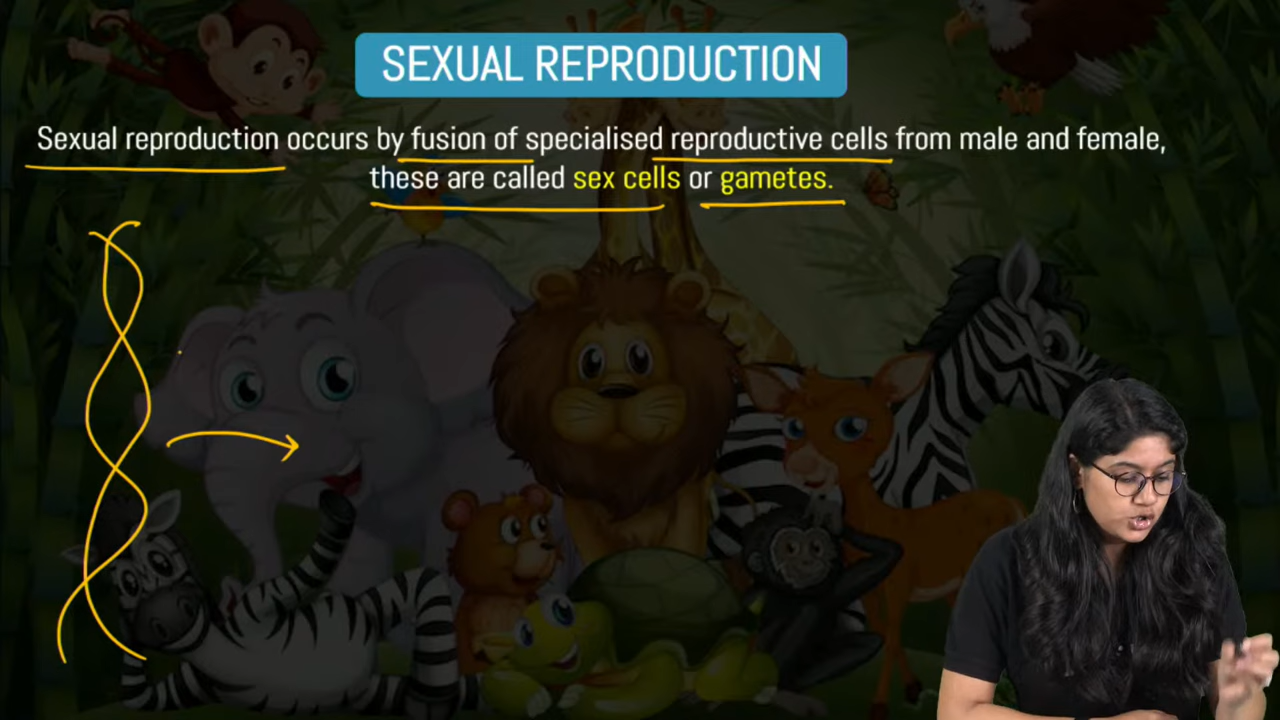 SEXUAL REPRODUCTION
Sexual reproduction occurs by fusion of specialised reproductive cells from male and female,
these are called sex cells or gametes.